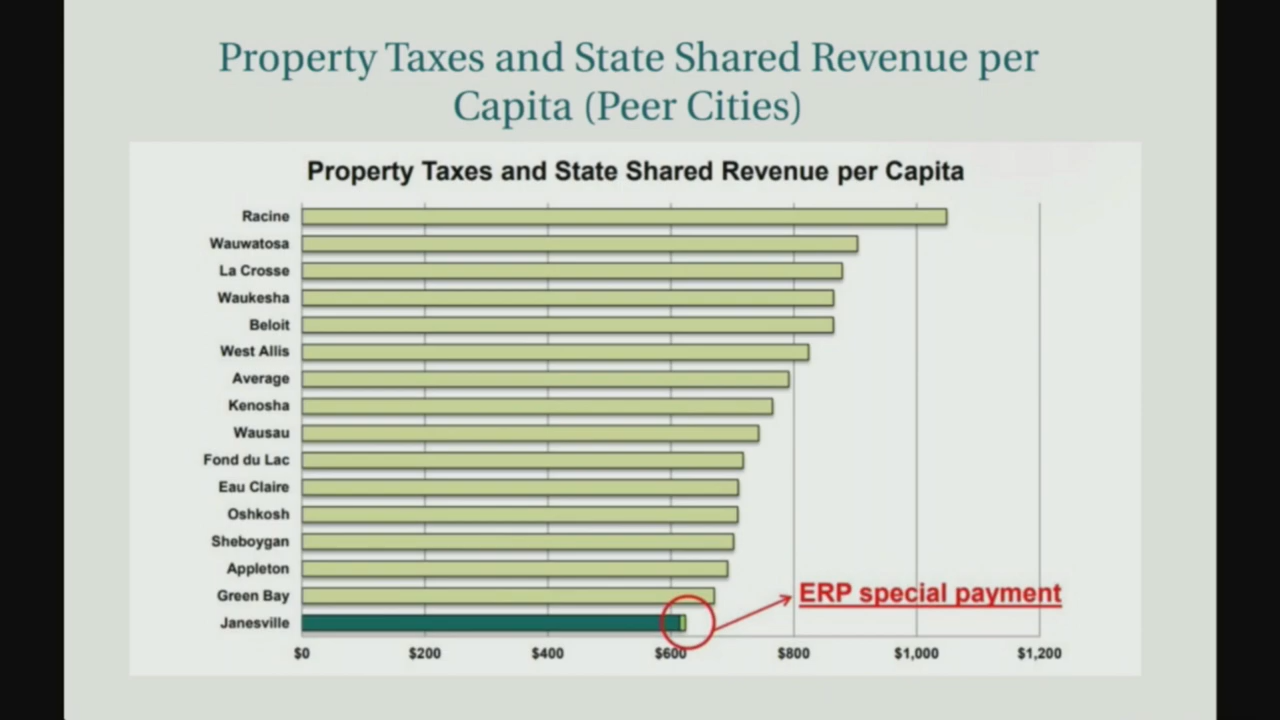 Property Taxes and State Shared Revenue per
Capita (Peer Cities)
Property Taxes and State Shared Revenue per Capita
Racine
Wauwatosa
La Crosse
Waukesha
Beloit
West Allis
Average
Kenosha
Wausau
Fond du Lac
Eau Claire
Oshkosh
Sheboygan
Appleton
Green Bay
ERP special payment
Janesville
$0 $200 $400 $600 $800 $1,000 $1,200